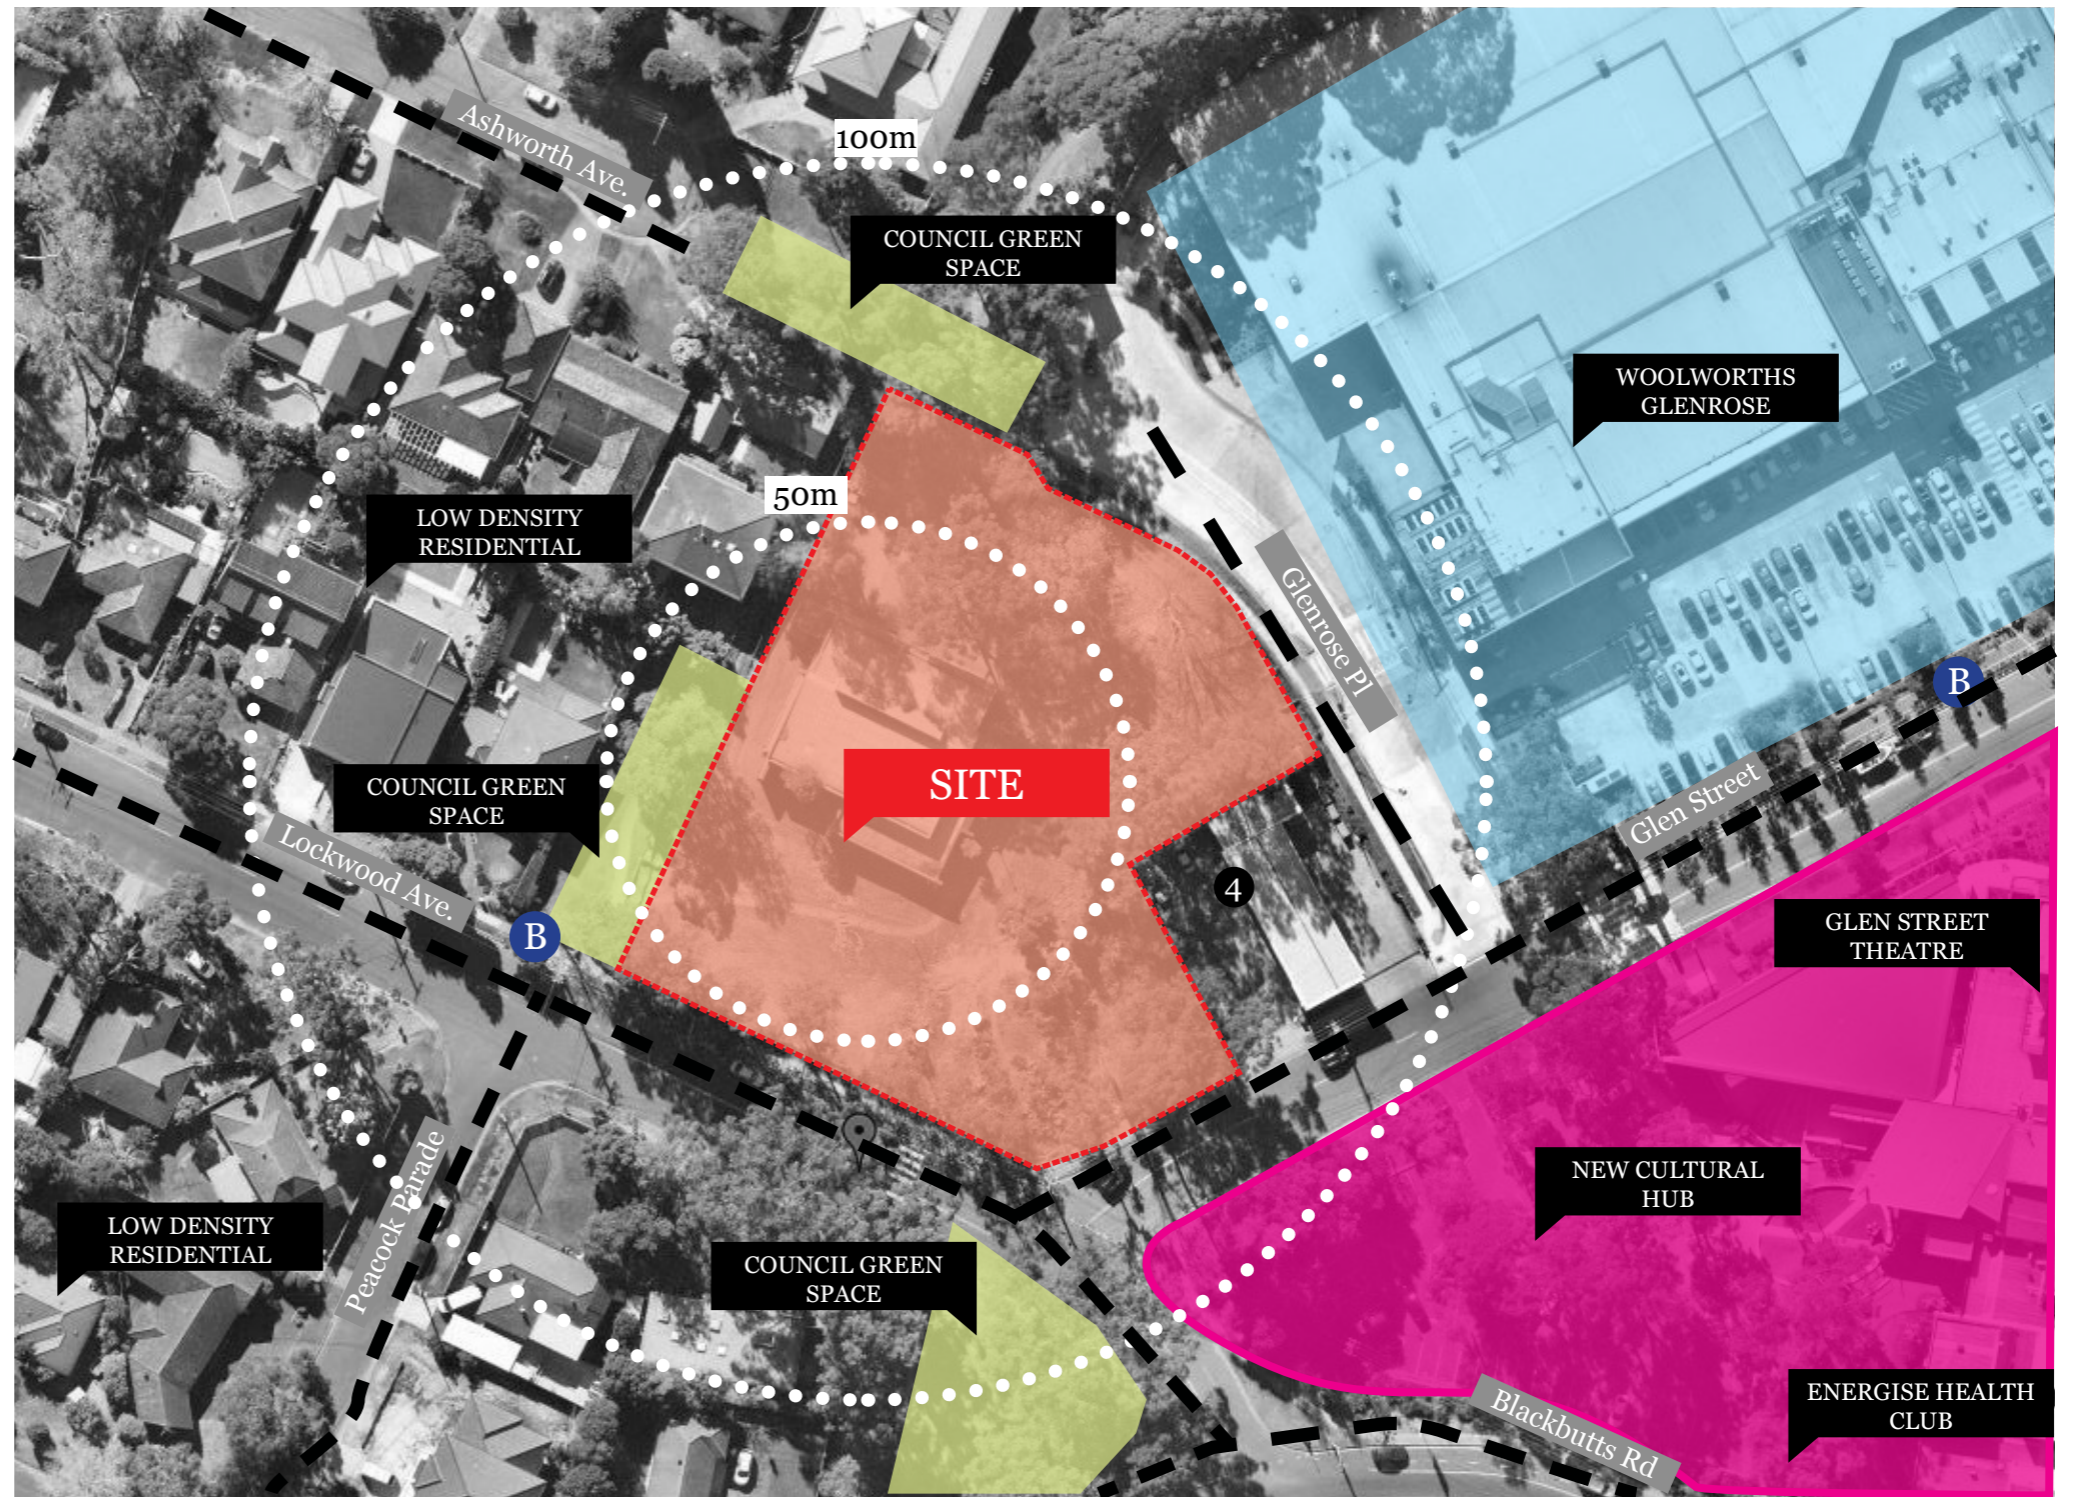 Ashworth Ave.
100m
COUNCIL GREEN
SPACE
WOOLWORTHS
GLENROSE
50m
LOW DENSITY
RESIDENTIAL
Glenrose Pl
B
SITE
COUNCIL GREEN
SPACE
Glen Street
Lockwood Ave.
4
B
GLEN STREET
THEATRE
NEW CULTURAL
HUB
Peacock Parade
LOW DENSITY
RESIDENTIAL
COUNCIL GREEN
SPACE
ENERGISE HEALTH
CLUB
Blackbutts Rd